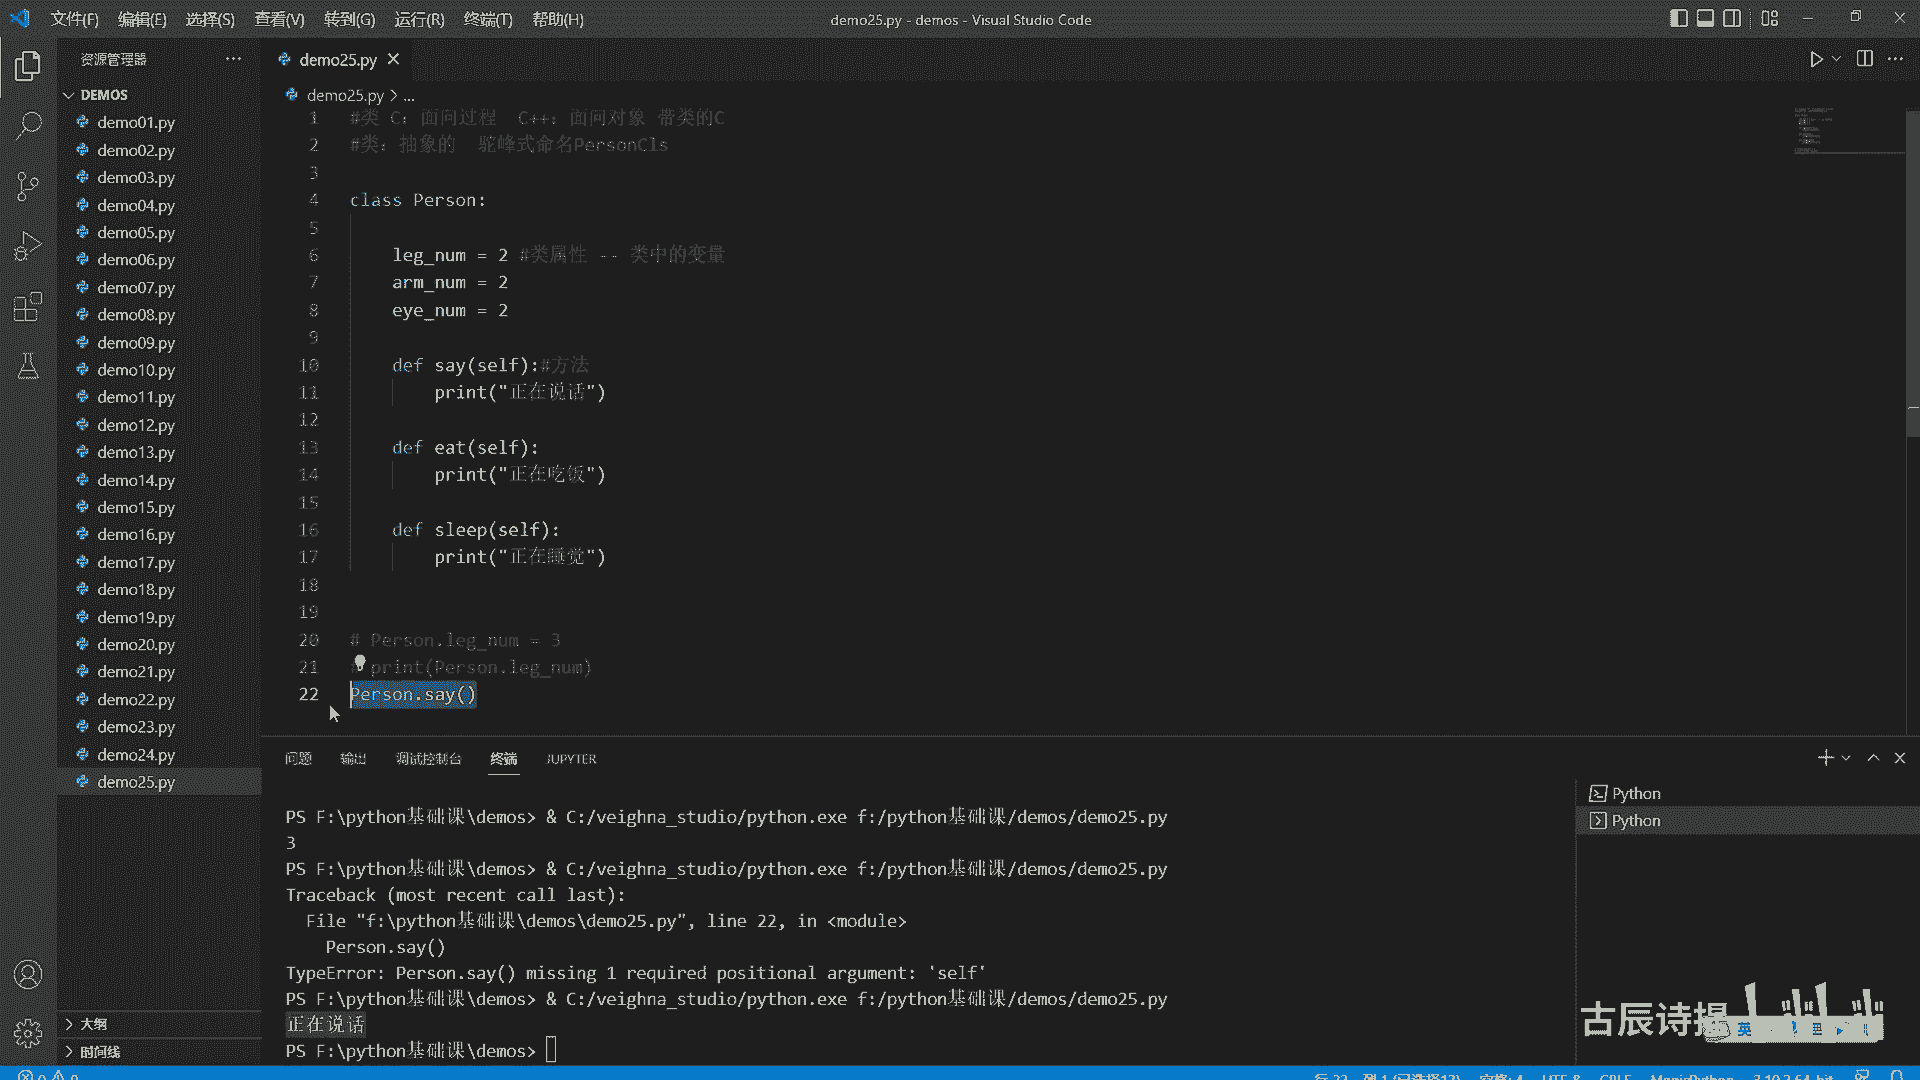 文件(F) 编辑(E) 选择(S) 查看(V) 转到(G) 运行(R) 终端(T) 帮助(H)
demo25.py - demos - Visual Studio Code
资源管理器
DEMOS
demo01.py
demo02.py
demo03.py
demo04.py
demo05.py
demo06.py
demo07.py
demo08.py
demo09.py
demo10.py
demo11.py
demo12.py
demo13.py
demo14.py
demo15.py
demo16.py
demo17.py
demo18.py
demo19.py
demo20.py
demo21.py
demo22.py
demo23.py
demo24.py
demo25.py
大纲
时间线
demo25.py
demo25.py > ...
1 #类 C：面向过程 C++：面向对象 带类的C
2 #类：抽象的 驼峰式命名PersonCls
3
4 class Person:
5
6 leg_num = 2 #类属性 -- 类中的变量
7 arm_num = 2
8 eye_num = 2
9
10 def say(self):#方法
11 print("正在说话")
12
13 def eat(self):
14 print("正在吃饭")
15
16 def sleep(self):
17 print("正在睡觉")
18
19
20 # Person.leg_num = 3
21 # print(Person.leg_num)
22 Person.say()
问题 输出 调试控制台 终端 JUPYTER
PS F:\python基础课\demos> & C:/veighna_studio/python.exe f:/python基础课/demos/demo25.py
3
PS F:\python基础课\demos> & C:/veighna_studio/python.exe f:/python基础课/demos/demo25.py
Traceback (most recent call last):
File "f:\python基础课\demos\demo25.py", line 22, in <module>
Person.say()
TypeError: Person.say() missing 1 required positional argument: 'self'
PS F:\python基础课\demos> & C:/veighna_studio/python.exe f:/python基础课/demos/demo25.py
正在说话
PS F:\python基础课\demos>
Python
Python
古辰诗提
英